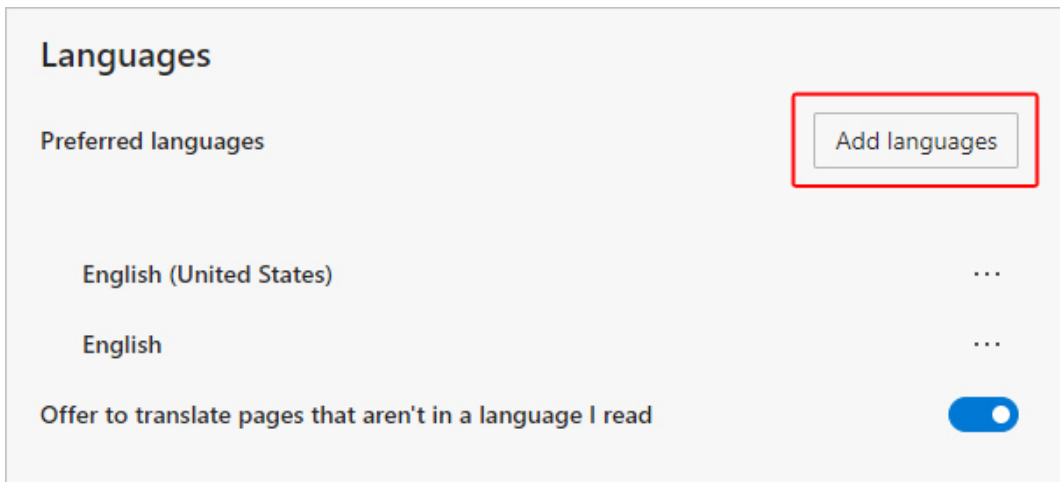 Languages
Preferred languages
Add languages
English (United States)
English
Offer to translate pages that aren't in a language I read